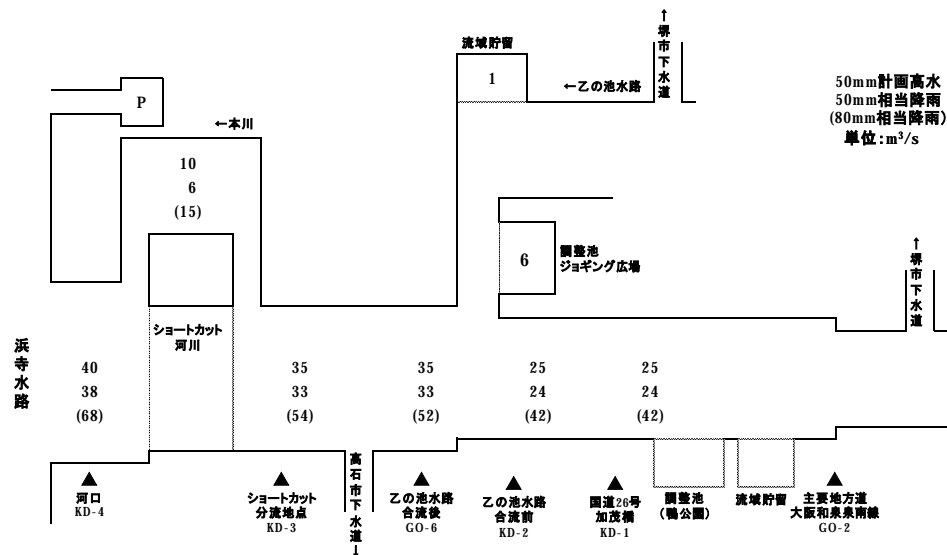 ↑堺市下水道
流域貯留
1
←乙の池水路
50mm計画高水
50mm相当降雨
(80mm相当降雨)
単位:m³/s
P
←本川
10
6
(15)
6
調整池
ジョギング広場
↑堺市下水道
浜寺水路
ショートカット
河川
40
38
(68)
35
33
(54)
35
33
(52)
25
24
(42)
25
24
(42)
高石市下水道→
▲
河口
KD-4
▲
ショートカット
分流地点
KD-3
▲
乙の池水路
合流後
GO-6
▲
乙の池水路
合流前
KD-2
▲
国道26号
加茂橋
KD-1
調整池
(鴨公園)
流域貯留
▲
主要地方道
大阪和泉泉南線
GO-2